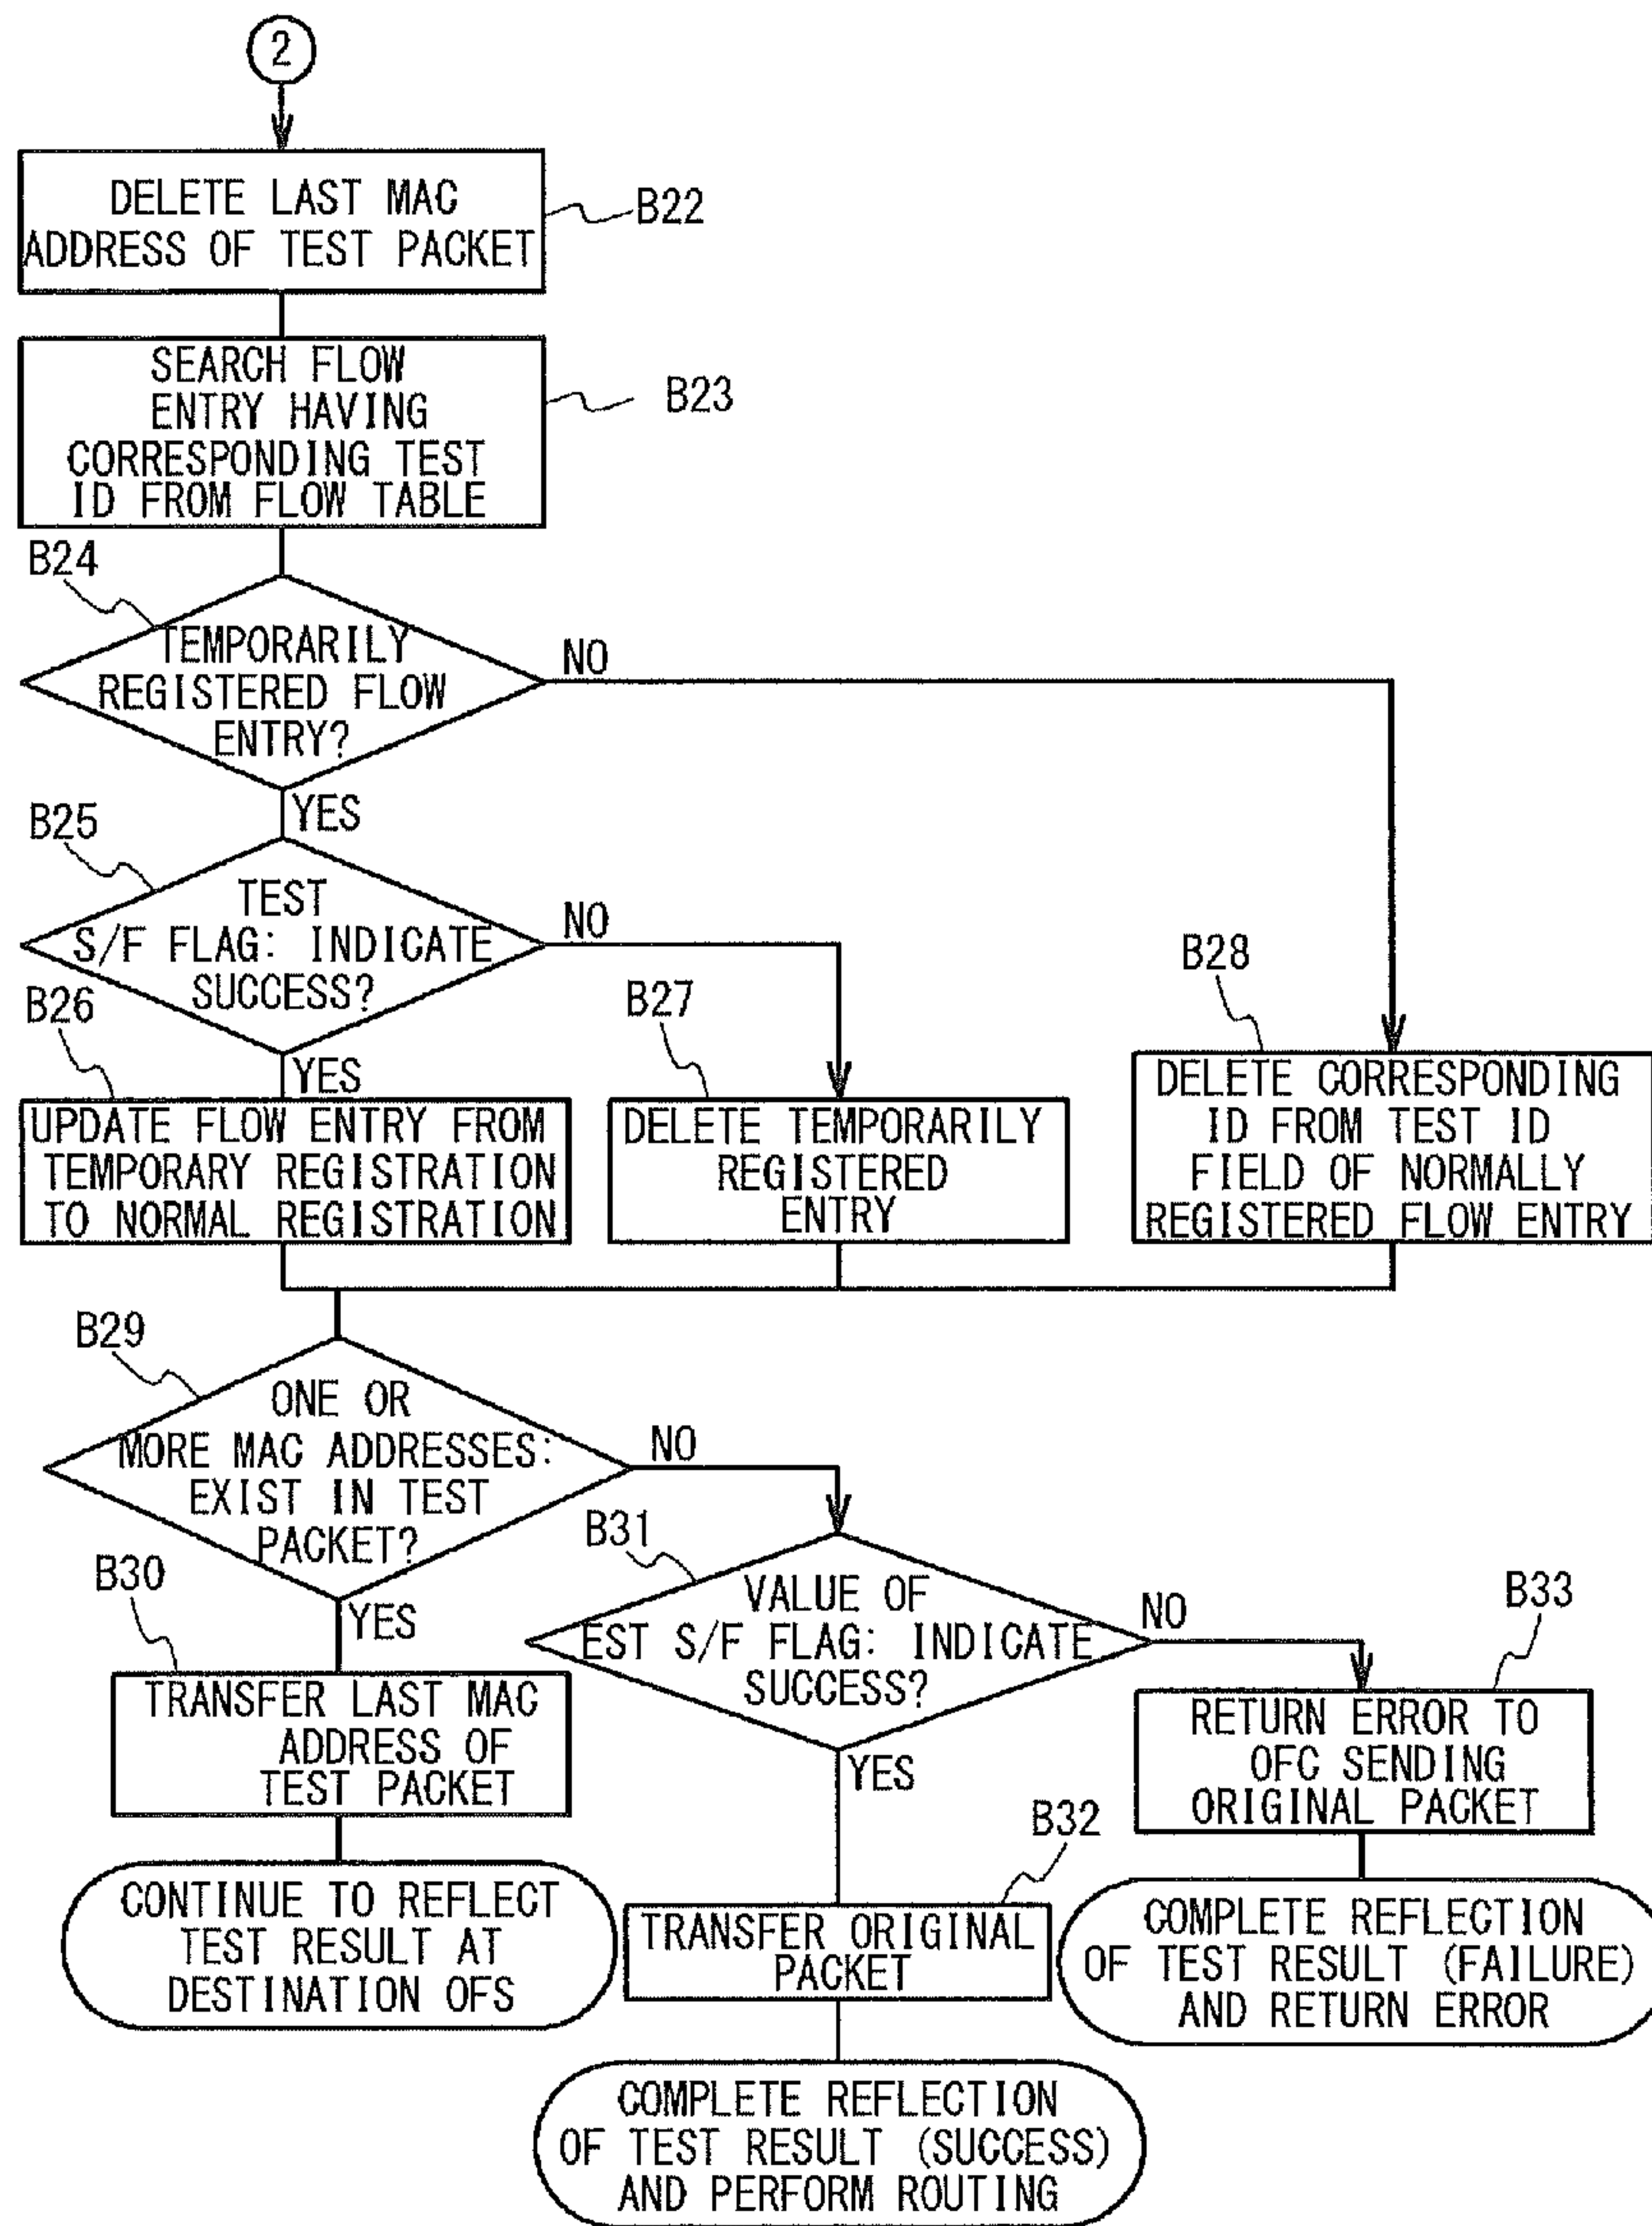 2
DELETE LAST MAC
ADDRESS OF TEST PACKET
B22
SEARCH FLOW
ENTRY HAVING
CORRESPONDING TEST
ID FROM FLOW TABLE
B23
B24
TEMPORARILY
REGISTERED FLOW
ENTRY?
NO
YES
B25
TEST
S/F FLAG: INDICATE
SUCCESS?
NO
YES
B26
UPDATE FLOW ENTRY FROM
TEMPORARY REGISTRATION
TO NORMAL REGISTRATION
B27
DELETE TEMPORARILY
REGISTERED
ENTRY
B28
DELETE CORRESPONDING
ID FROM TEST ID
FIELD OF NORMALLY
REGISTERED FLOW ENTRY
B29
ONE OR
MORE MAC ADDRESSES:
EXIST IN TEST
PACKET?
NO
YES
B30
TRANSFER LAST MAC
ADDRESS OF
TEST PACKET
CONTINUE TO REFLECT
TEST RESULT AT
DESTINATION OFS
B31
VALUE OF
EST S/F FLAG: INDICATE
SUCCESS?
NO
YES
B32
TRANSFER ORIGINAL
PACKET
COMPLETE REFLECTION
OF TEST RESULT (SUCCESS)
AND PERFORM ROUTING
B33
RETURN ERROR TO
OFC SENDING
ORIGINAL PACKET
COMPLETE REFLECTION
OF TEST RESULT (FAILURE)
AND RETURN ERROR